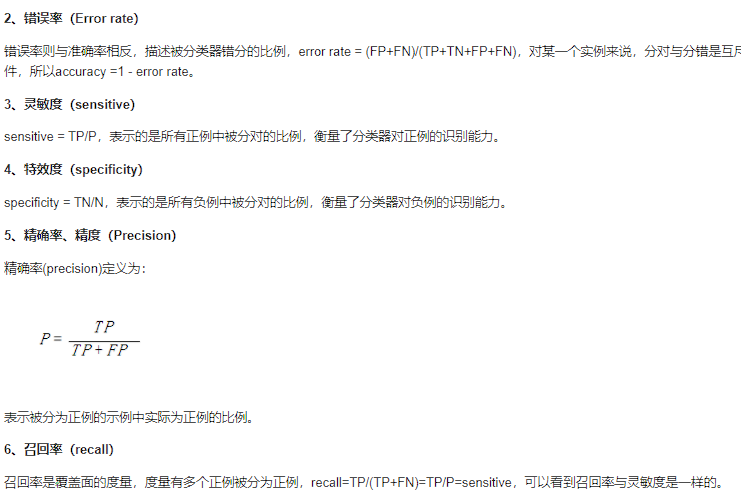 2、错误率（Error rate）
错误率则与准确率相反，描述被分类器错分的比例，error rate = (FP+FN)/(TP+TN+FP+FN)，对某一个实例来说，分对与分错是互
件，所以accuracy =1 - error rate。
3、灵敏度（sensitive）
sensitive = TP/P，表示的是所有正例中被分对的比例，衡量了分类器对正例的识别能力。
4、特效度（specificity）
specificity = TN/N，表示的是所有负例中被分对的比例，衡量了分类器对负例的识别能力。
5、精确率、精度（Precision）
精确率(precision)定义为：
P = TP / (TP + FP)
表示被分为正例的示例中实际为正例的比例。
6、召回率（recall）
召回率是覆盖面的度量，度量有多个正例被分为正例，recall=TP/(TP+FN)=TP/P=sensitive，可以看到召回率与灵敏度是一样的。